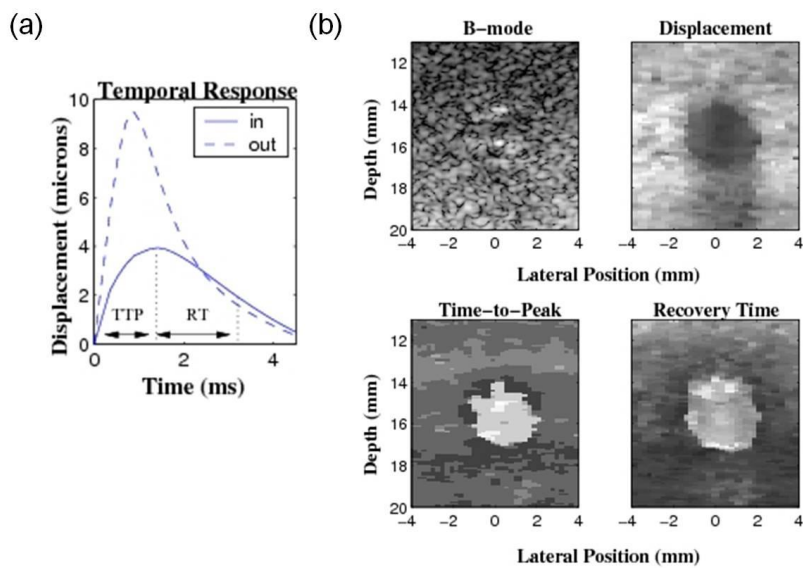 (a)
Temporal Response
10
8
6
4
2
0
Displacement (microns)
in
out
TTP
RT
0 2 4
Time (ms)
(b)
B-mode
Displacement
12
14
16
18
20
Depth (mm)
-4 -2 0 2 4
-4 -2 0 2 4
Lateral Position (mm)
Time-to-Peak
Recovery Time
12
14
16
18
20
Depth (mm)
-4 -2 0 2 4
-4 -2 0 2 4
Lateral Position (mm)